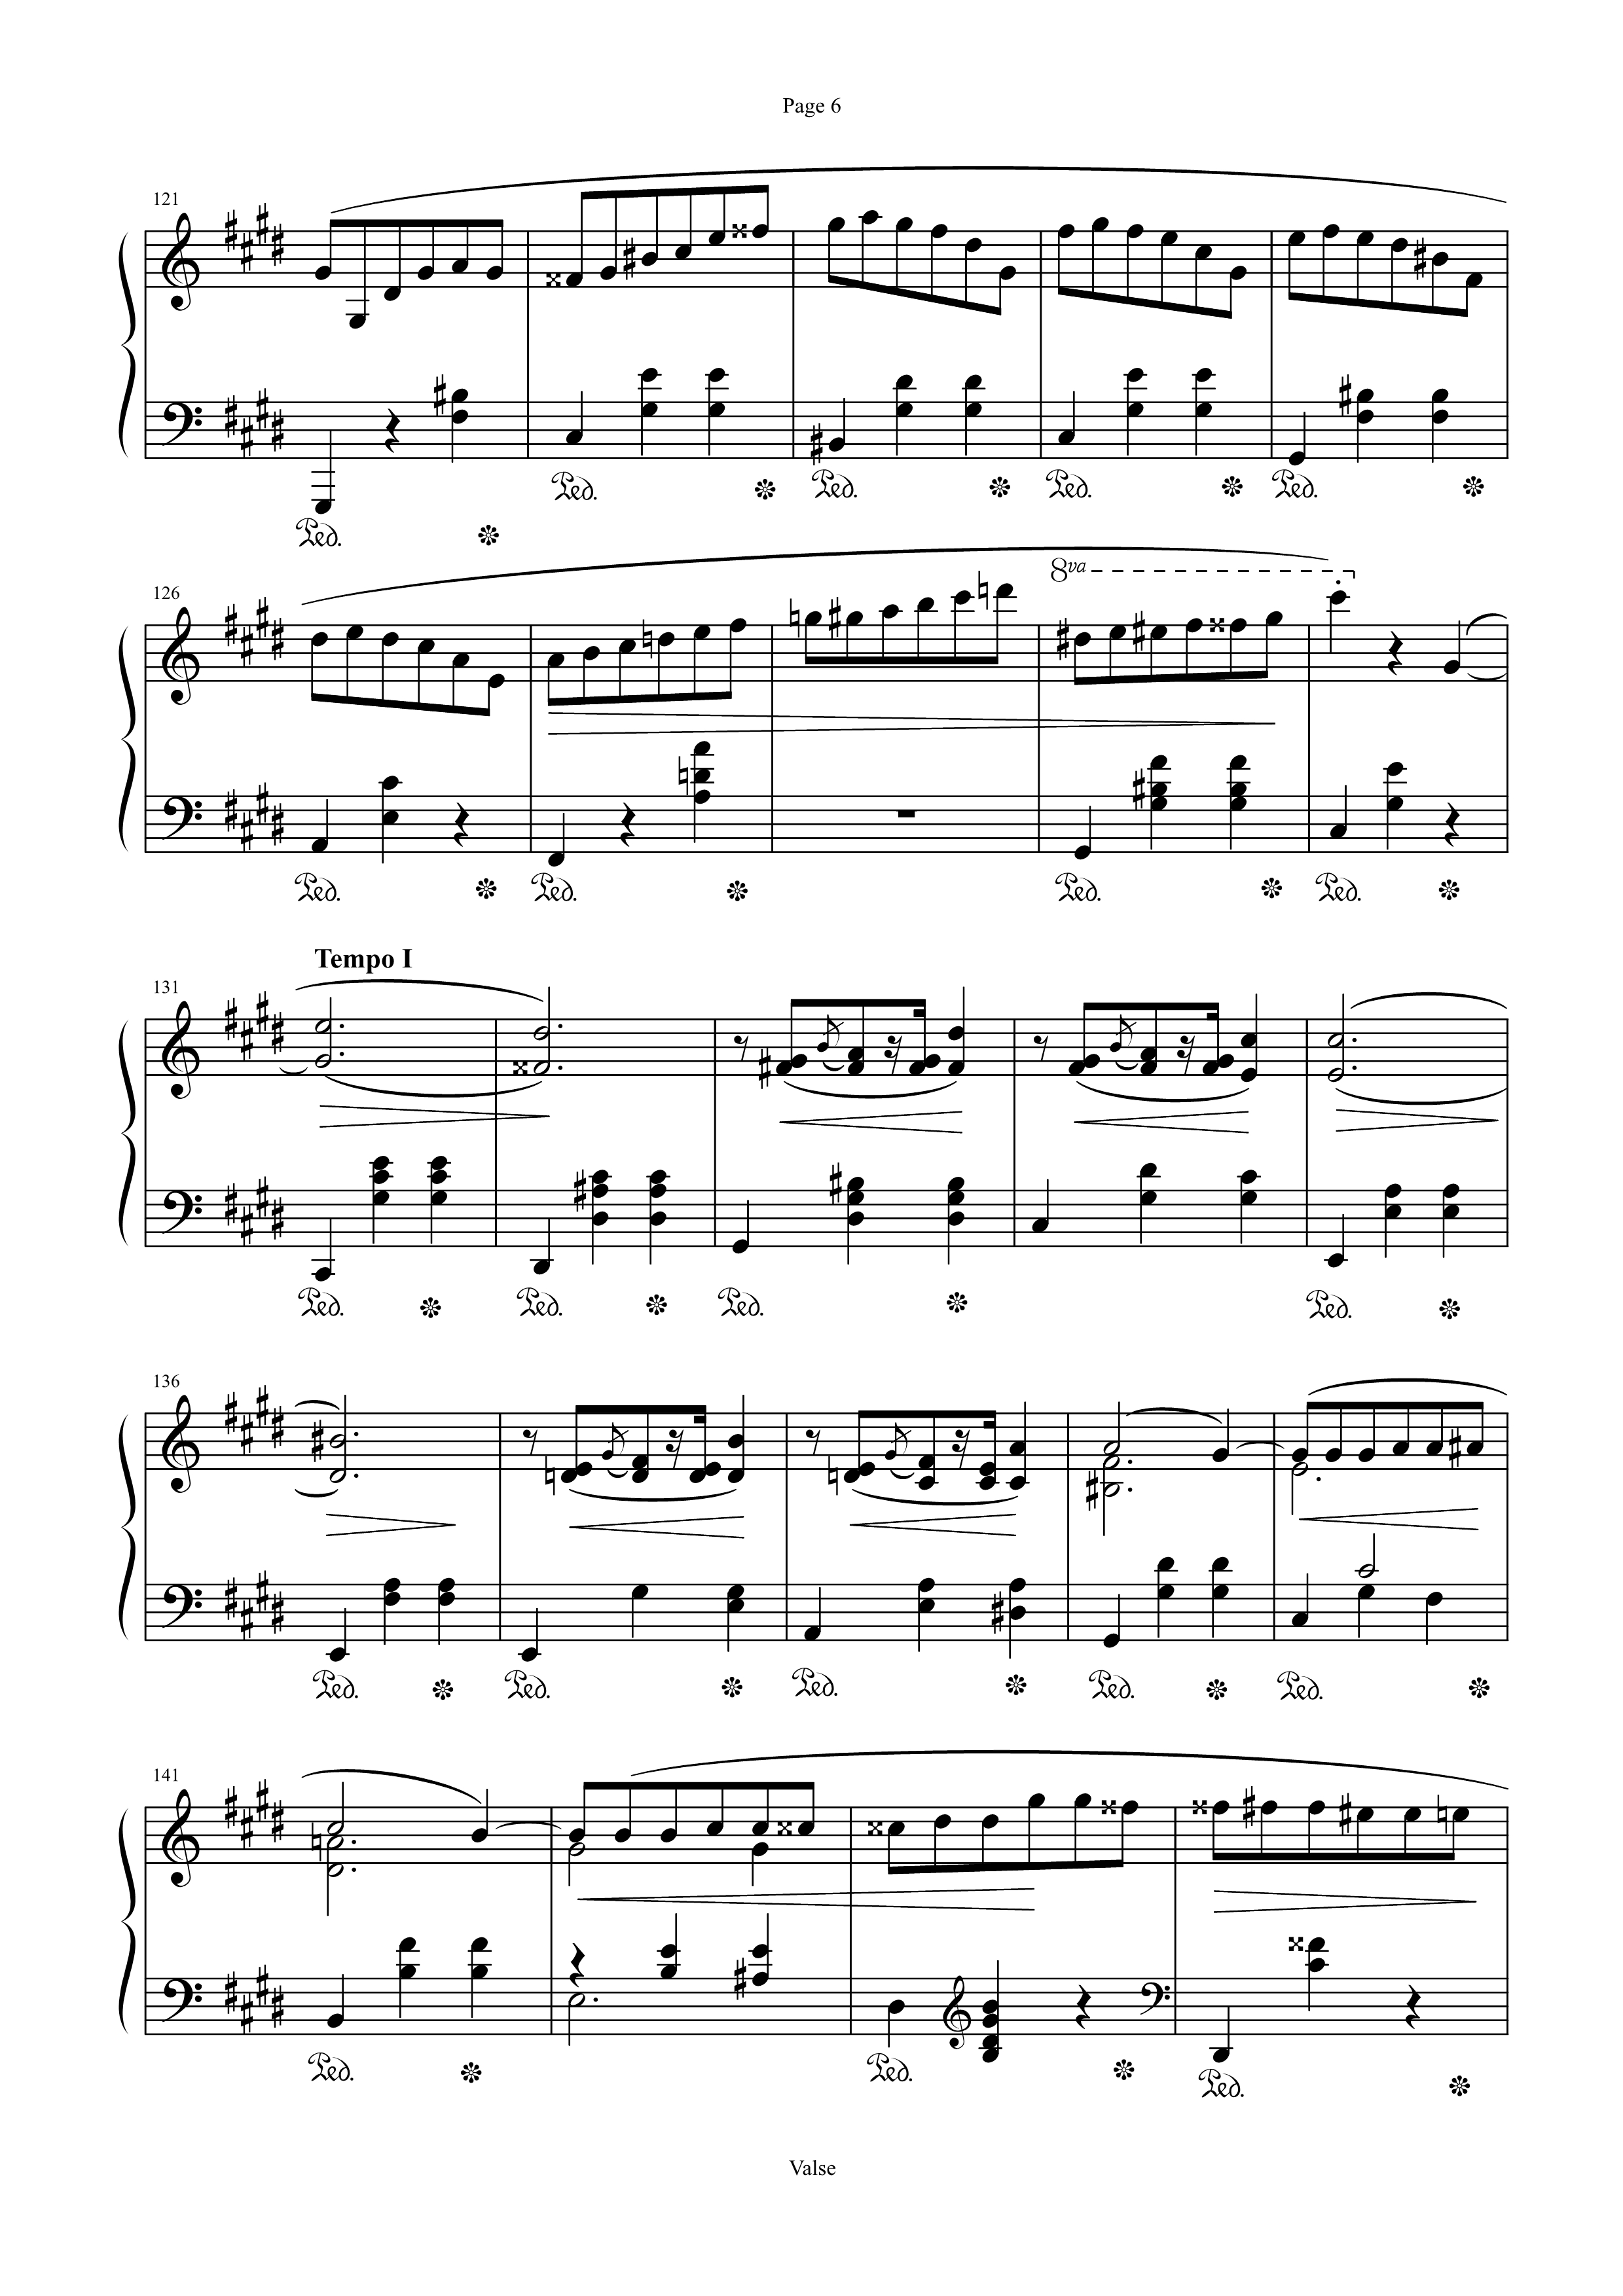 Page 6
121
Ped. Ped. Ped. Ped. Ped.
8va
126
Ped. Ped. Ped. Ped.
Tempo I
131
Ped. Ped. Ped. Ped.
136
Ped. Ped. Ped. Ped. Ped.
141
Ped. Ped. Ped.
Valse